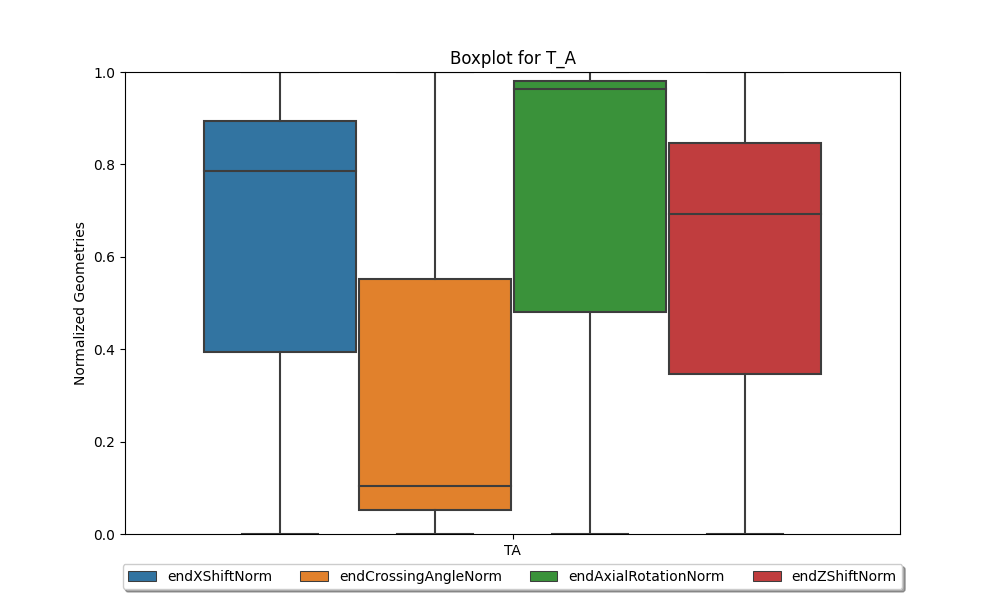 Boxplot for T_A
1.0
0.8
0.6
0.4
0.2
0.0
Normalized Geometries
TA
endXShiftNorm endCrossingAngleNorm endAxialRotationNorm endZShiftNorm